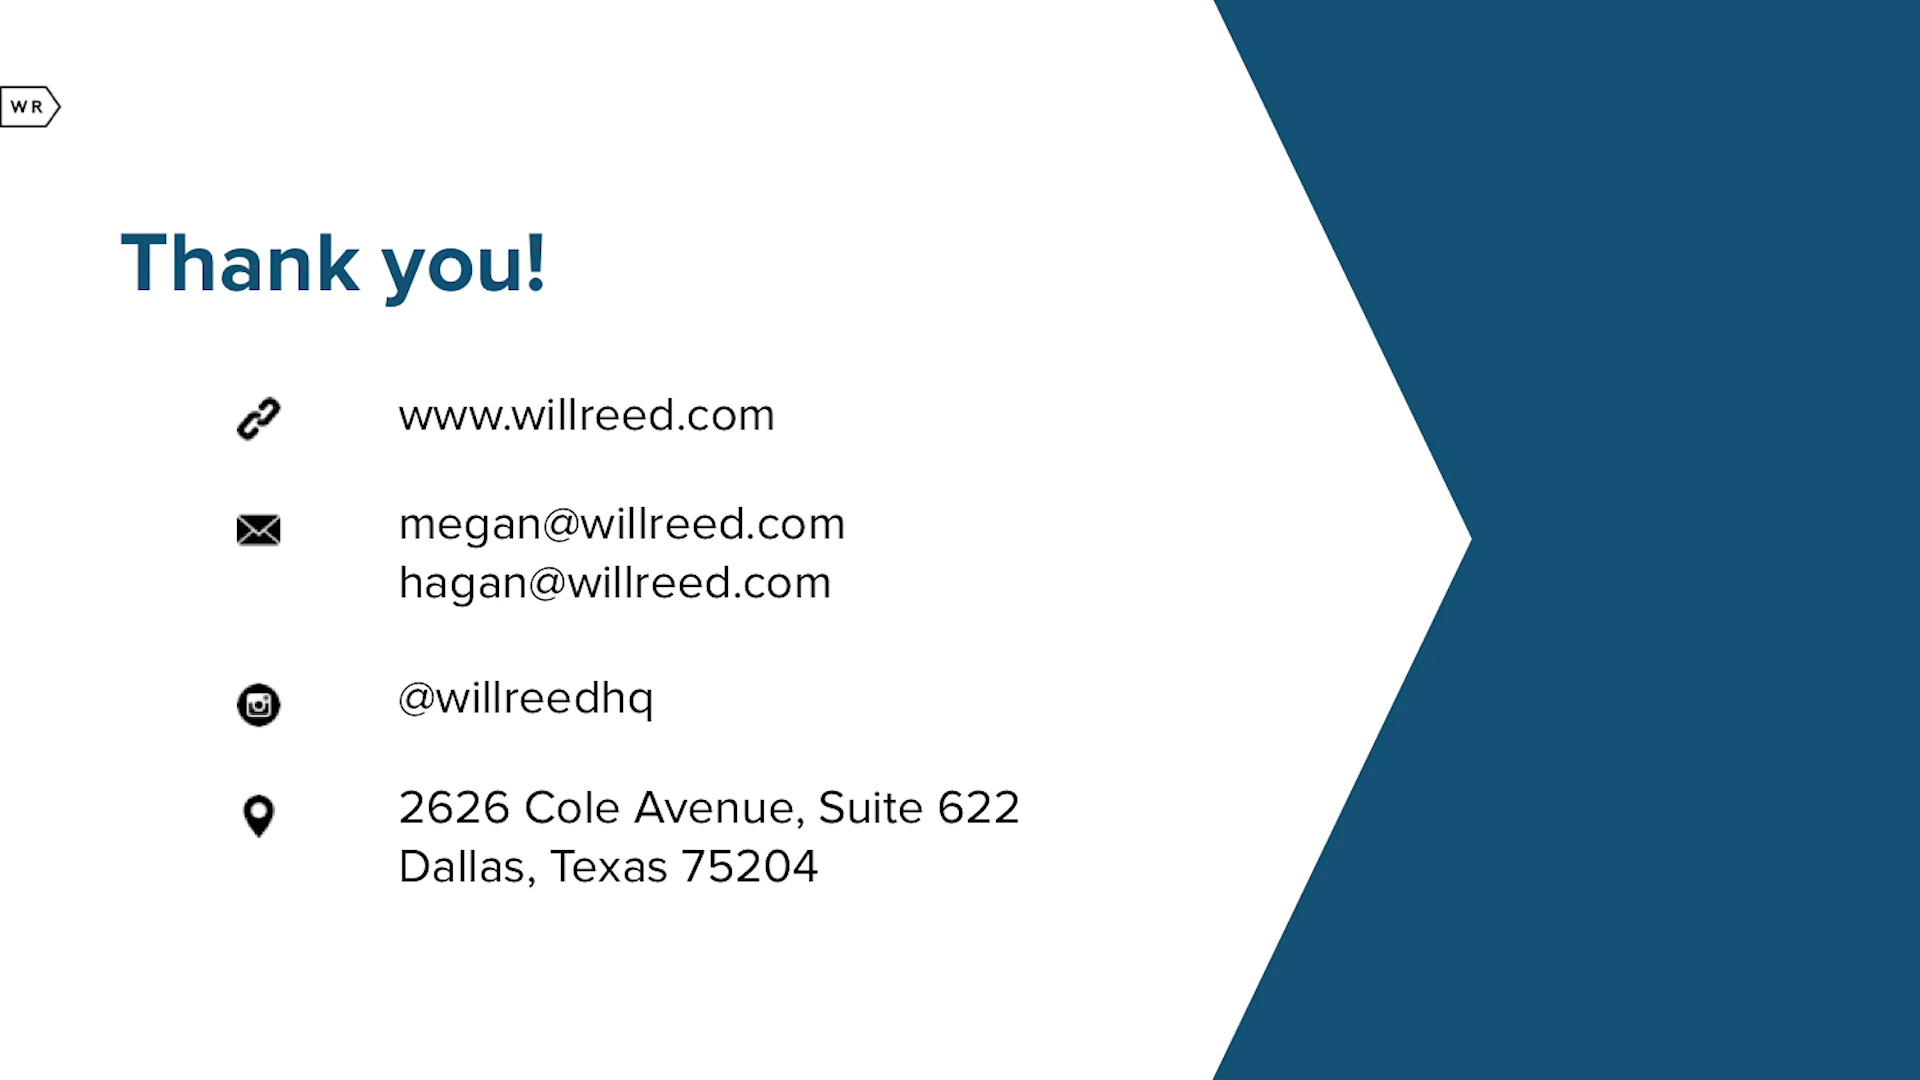 WR
Thank you!
www.willreed.com
megan@willreed.com
hagan@willreed.com
@willreedhq
2626 Cole Avenue, Suite 622
Dallas, Texas 75204